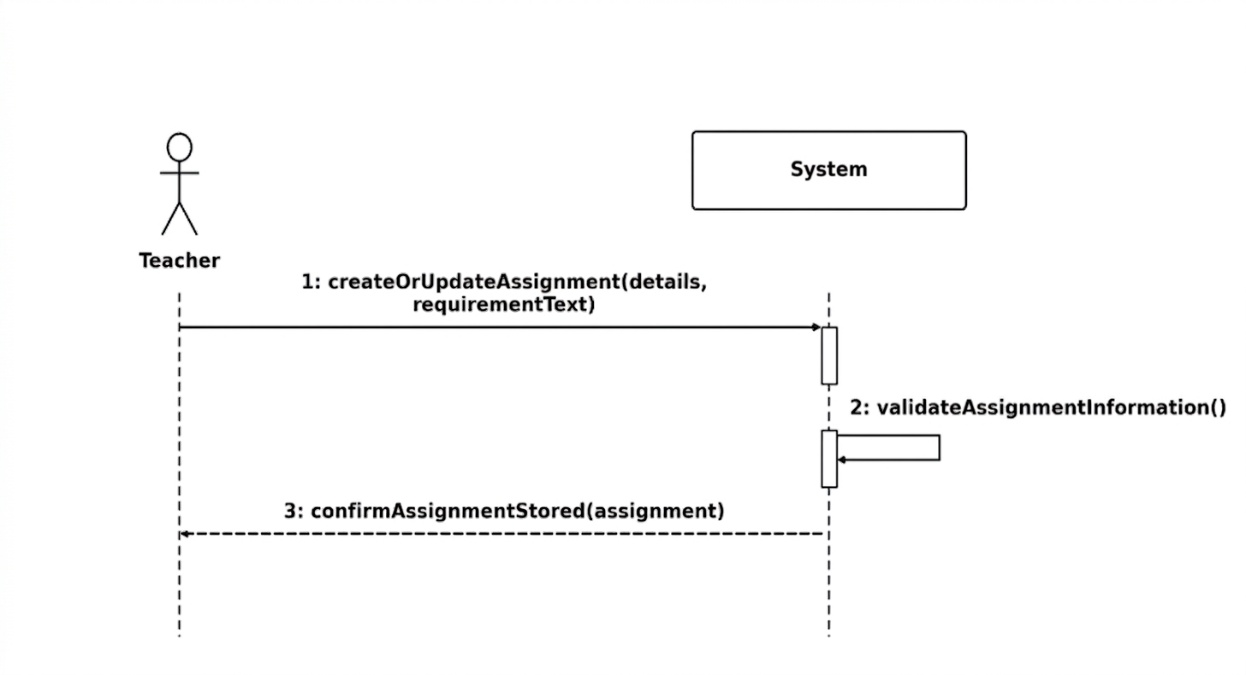 System
Teacher
1: createOrUpdateAssignment(details,
requirementText)
2: validateAssignmentInformation()
3: confirmAssignmentStored(assignment)